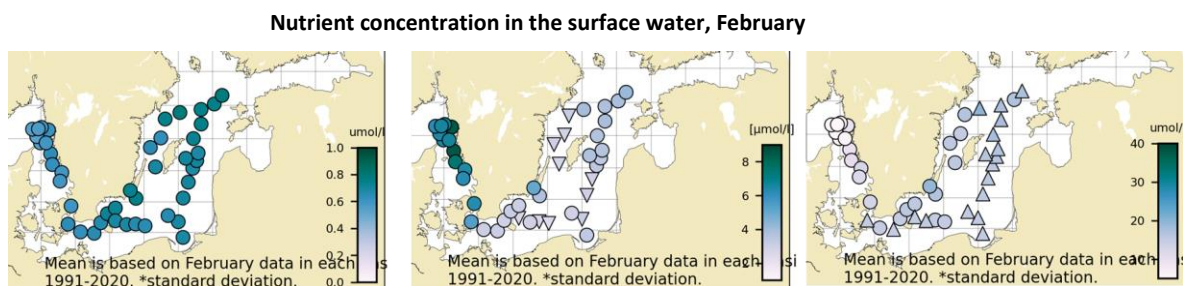 Nutrient concentration in the surface water, February
umol/l
1.0
0.8
0.6
0.4
0.2
0.0
Mean is based on February data in each
1991-2020. *standard deviation.
[µmol/l]
8
6
4
Mean is based on February data in each
1991-2020. *standard deviation.
umol/
40
30
20
10
Mean is based on February data in each
1991-2020. *standard deviation.